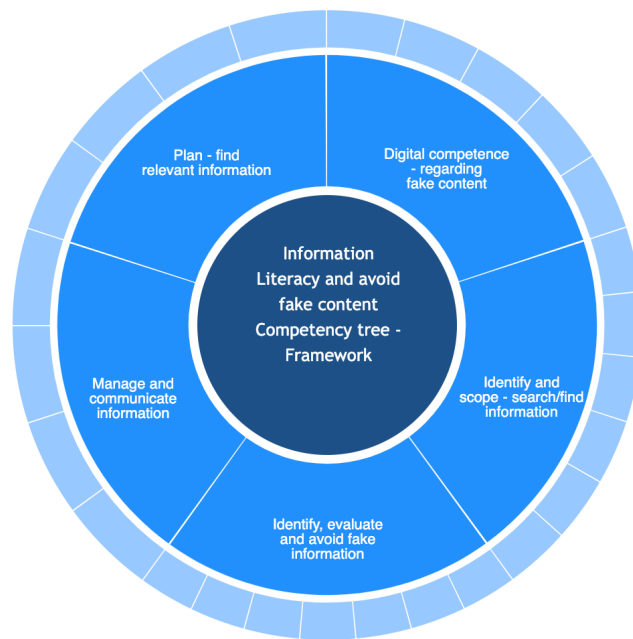 Plan - find
relevant information
Digital competence
- regarding
fake content
Information
Literacy and avoid
fake content
Competency tree -
Framework
Manage and
communicate
information
Identify and
scope - search/find
information
Identify, evaluate
and avoid fake
information